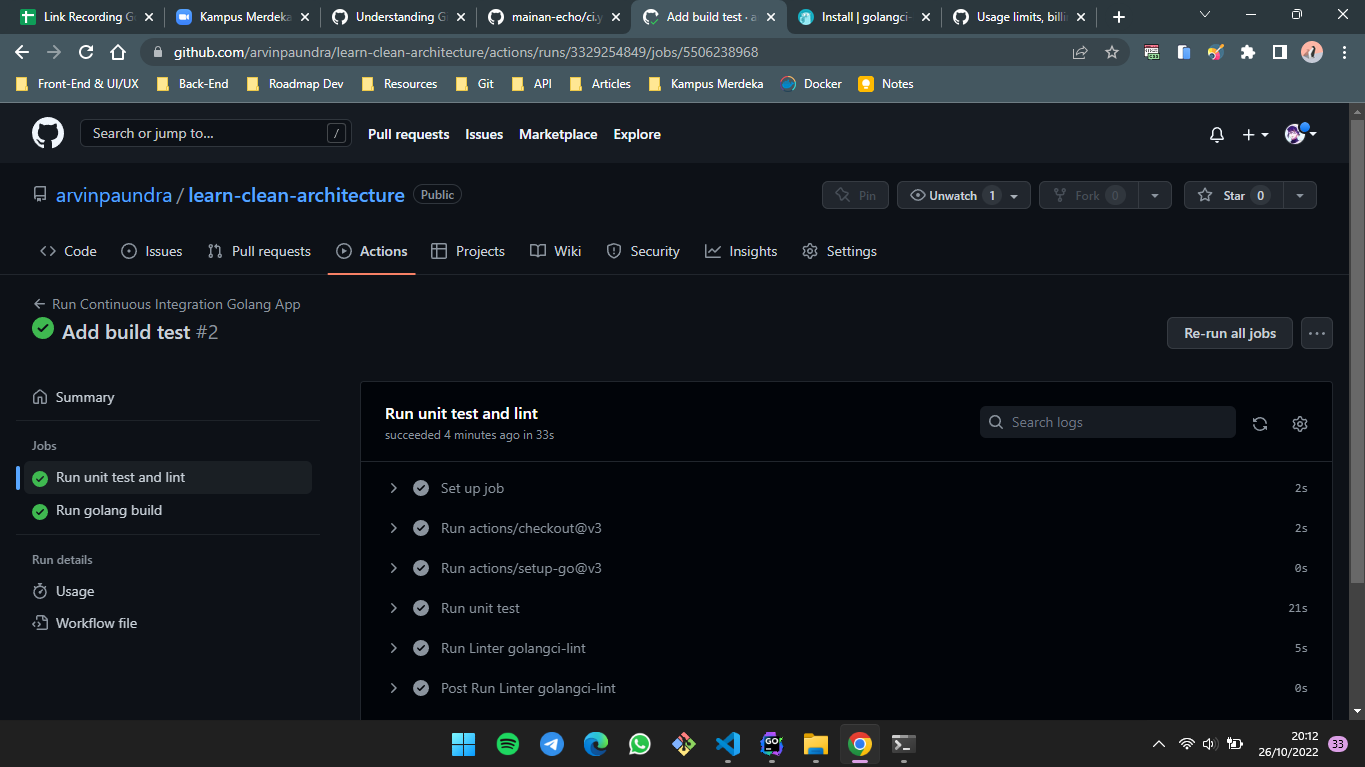 Link Recording G
Kampus Merdeka
Understanding G
mainan-echo/ci.y
Add build test · a
Install | golangci-
Usage limits, billi
github.com/arvinpaundra/learn-clean-architecture/actions/runs/3329254849/jobs/5506238968
Front-End & UI/UX
Back-End
Roadmap Dev
Resources
Git
API
Articles
Kampus Merdeka
Docker
Notes
Search or jump to...
/
Pull requests
Issues
Marketplace
Explore
arvinpaundra / learn-clean-architecture
Public
Pin
Unwatch 1
Fork 0
Star 0
Code
Issues
Pull requests
Actions
Projects
Wiki
Security
Insights
Settings
Run Continuous Integration Golang App
Add build test #2
Re-run all jobs
Summary
Jobs
Run unit test and lint
Run golang build
Run details
Usage
Workflow file
Run unit test and lint
succeeded 4 minutes ago in 33s
Search logs
Set up job 2s
Run actions/checkout@v3 2s
Run actions/setup-go@v3 0s
Run unit test 21s
Run Linter golangci-lint 5s
Post Run Linter golangci-lint 0s
GO
20:12
26/10/2022
33